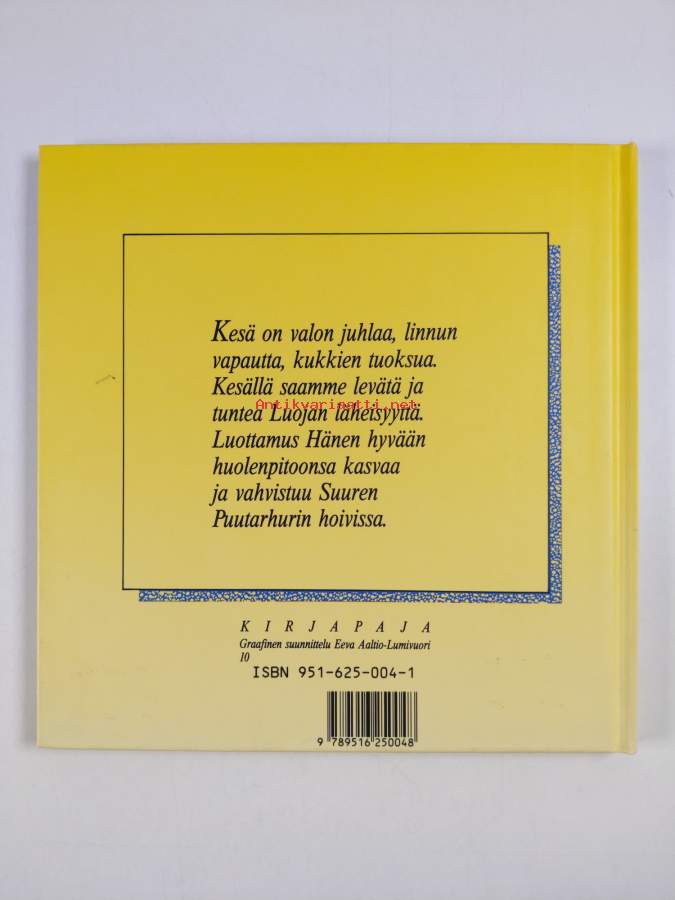 Kesä on valon juhlaa, linnun
vapautta, kukkien tuoksua.
Kesällä saamme levätä ja
tuntea Luojan läheisyyttä.
Antikvariaatti.net
Luottamus Hänen hyvään
huolenpitoonsa kasvaa
ja vahvistuu Suuren
Puutarhurin hoivissa.
KIRJAPAJA
Graafinen suunnittelu Eeva Aaltio-Lumivuori
10
ISBN 951-625-004-1
9 789516 250048